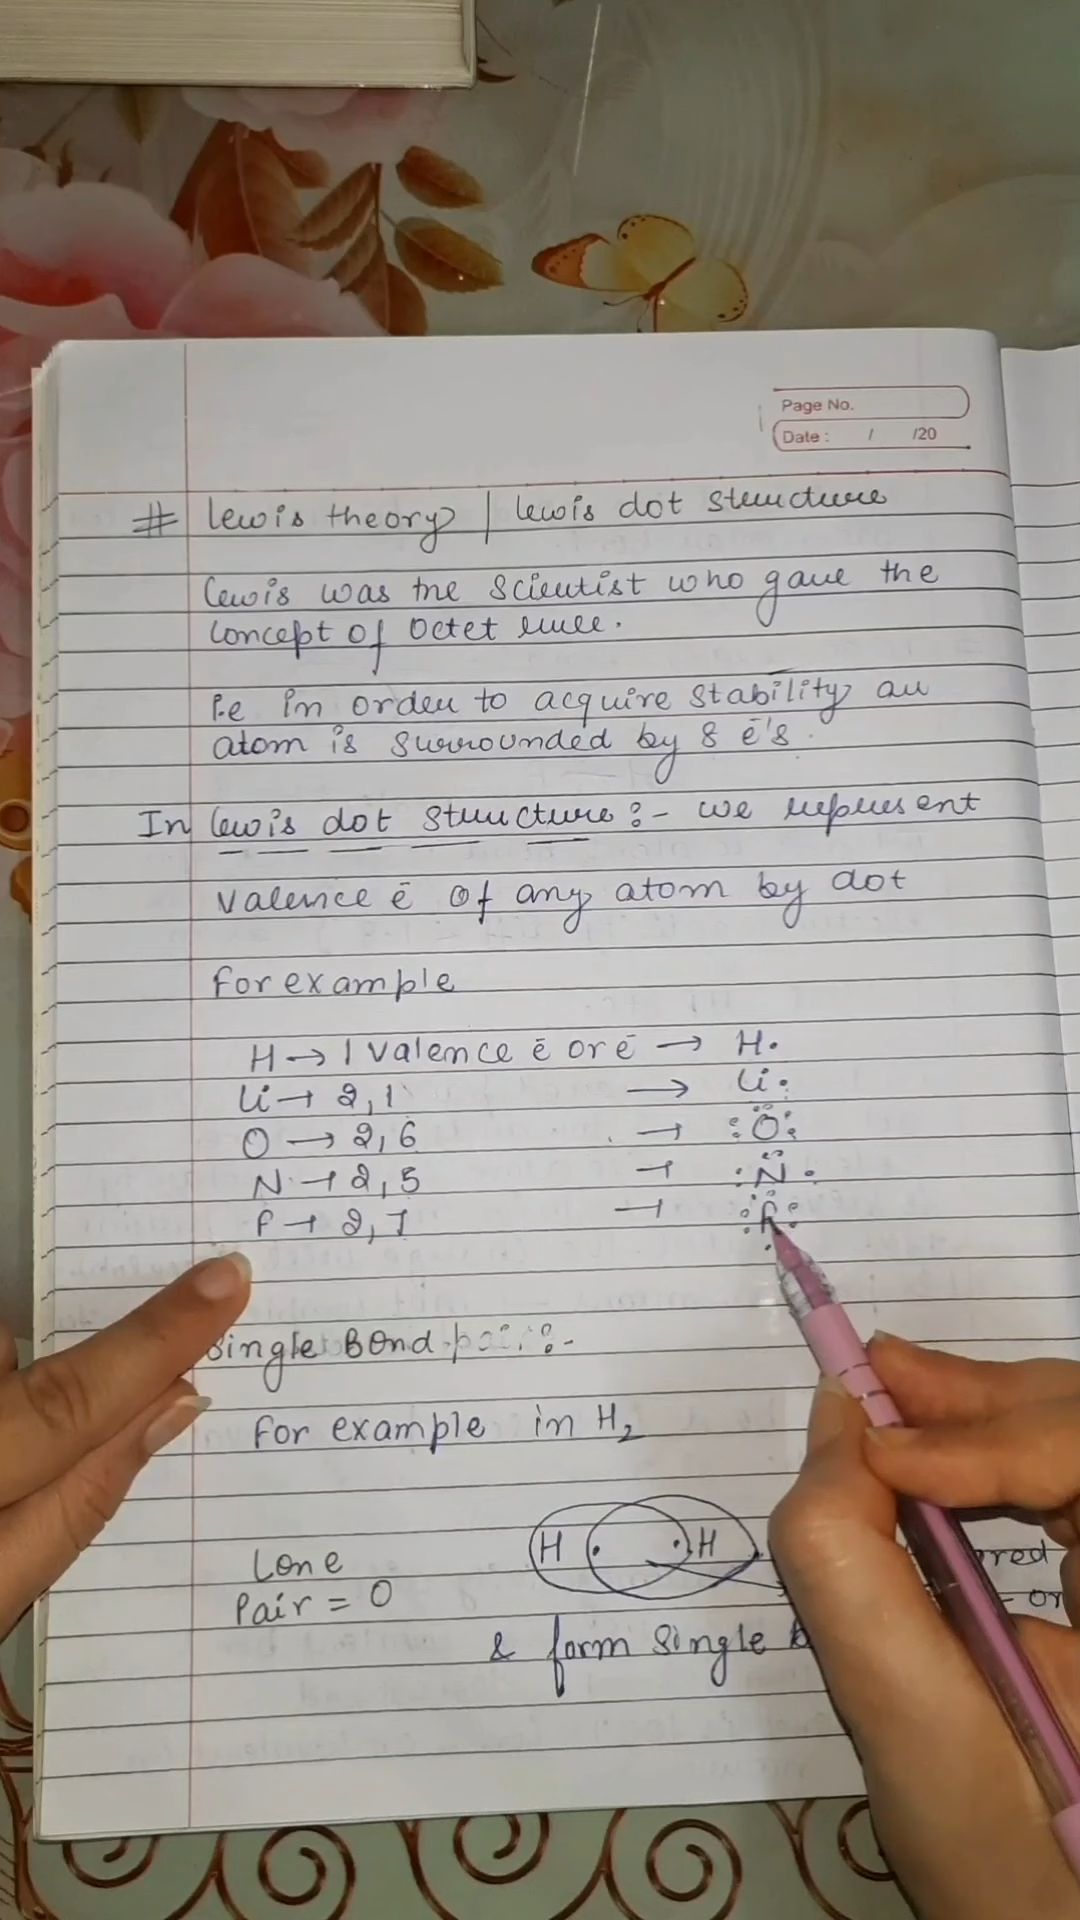 Page No.
Date : / /20
# Lewis theory | Lewis dot structure
Lewis was the scientist who gave the
concept of Octet rule.
i.e in order to acquire stability an
atom is surrounded by 8 ē's.
In Lewis dot structure :- we represent
valence ē of any atom by dot
for example
H → 1 valence ē or ē → H.
Li → 2,1 → Li.
O → 2,6 → :Ö:
N → 2,5 → .N̈.
F → 2,7 → :F:
Single Bond pair :-
for example in H₂
H . . H
Lone
Pair = 0
& form single